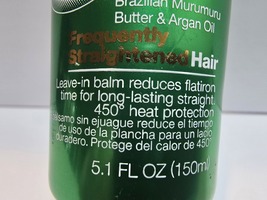 Brazilian Murumuru
Butter & Argan Oil
Frequently
Straightened Hair
Leave-in balm reduces flatiron
time for long-lasting straight.
450° heat protection
Bálsamo sin ejuague reduce el tiempo
de uso de la plancha para un lacio
duradero. Protege del calor de 450°
5.1 FL OZ (150ml